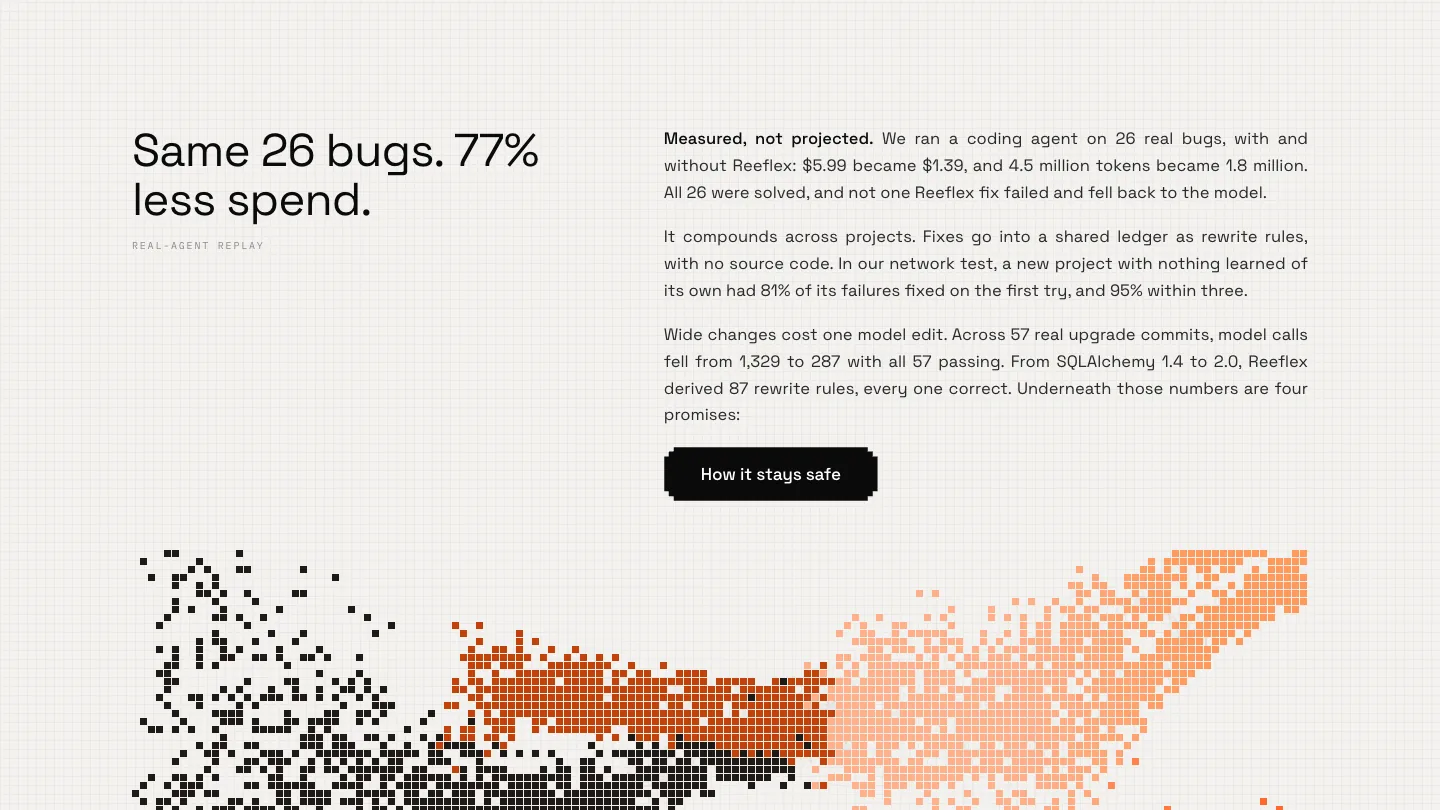 Same 26 bugs. 77%
less spend.
REAL-AGENT REPLAY
Measured, not projected. We ran a coding agent on 26 real bugs, with and
without Reeflex: $5.99 became $1.39, and 4.5 million tokens became 1.8 million.
All 26 were solved, and not one Reeflex fix failed and fell back to the model.
It compounds across projects. Fixes go into a shared ledger as rewrite rules,
with no source code. In our network test, a new project with nothing learned of
its own had 81% of its failures fixed on the first try, and 95% within three.
Wide changes cost one model edit. Across 57 real upgrade commits, model calls
fell from 1,329 to 287 with all 57 passing. From SQLAlchemy 1.4 to 2.0, Reeflex
derived 87 rewrite rules, every one correct. Underneath those numbers are four
promises:
How it stays safe